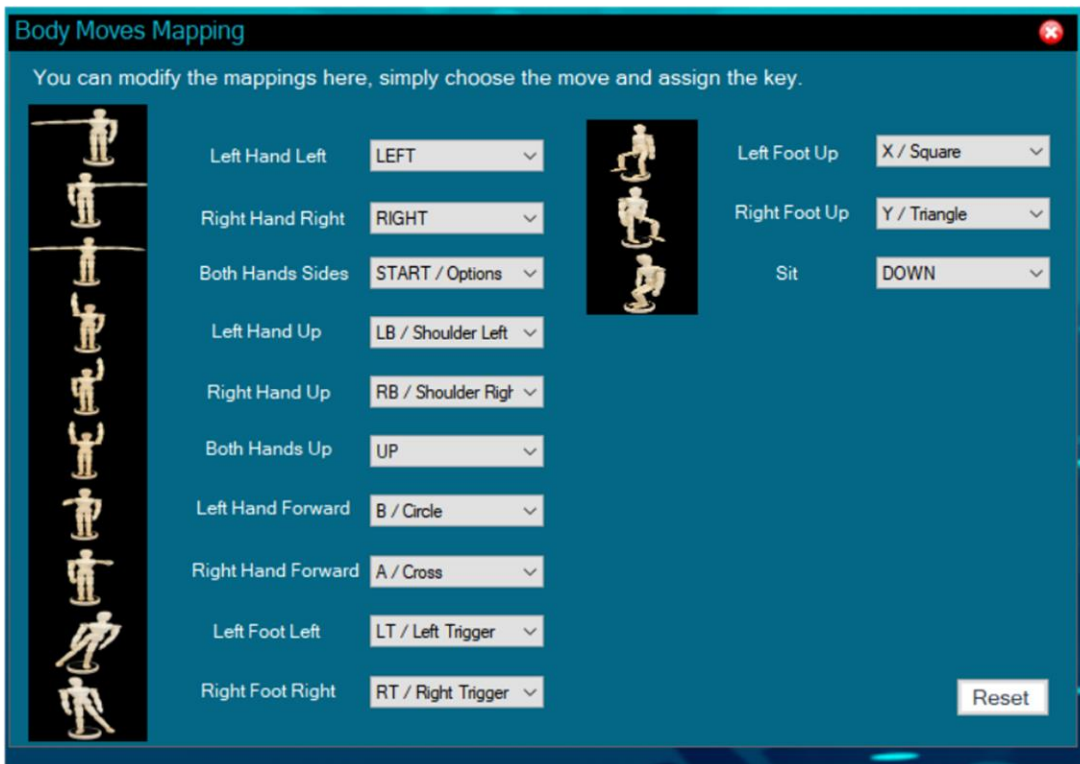 Body Moves Mapping
You can modify the mappings here, simply choose the move and assign the key.
Left Hand Left LEFT
Right Hand Right RIGHT
Both Hands Sides START / Options
Left Hand Up LB / Shoulder Left
Right Hand Up RB / Shoulder Righ
Both Hands Up UP
Left Hand Forward B / Circle
Right Hand Forward A / Cross
Left Foot Left LT / Left Trigger
Right Foot Right RT / Right Trigger
Left Foot Up X / Square
Right Foot Up Y / Triangle
Sit DOWN
Reset